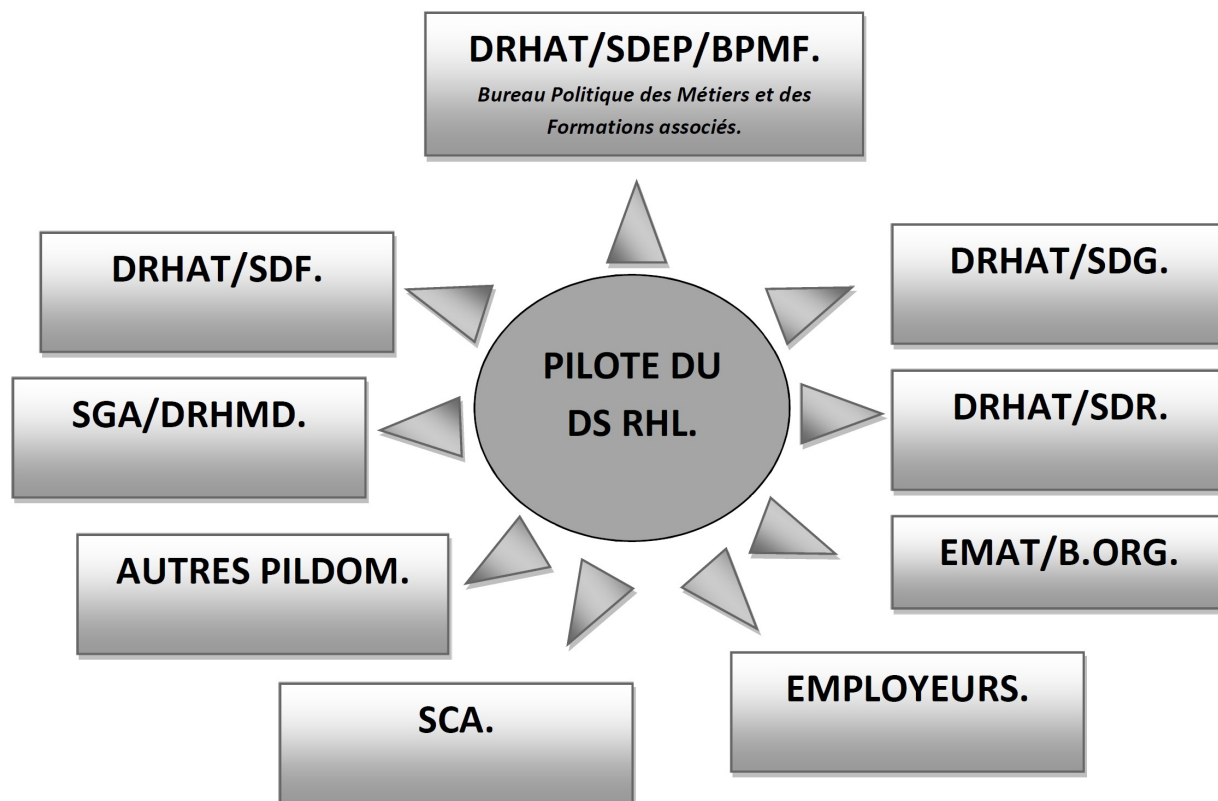 DRHAT/SDEP/BPMF.
Bureau Politique des Métiers et des
Formations associés.
DRHAT/SDF.
DRHAT/SDG.
PILOTE DU
DS RHL.
SGA/DRHMD.
DRHAT/SDR.
AUTRES PILDOM.
EMAT/B.ORG.
SCA.
EMPLOYEURS.